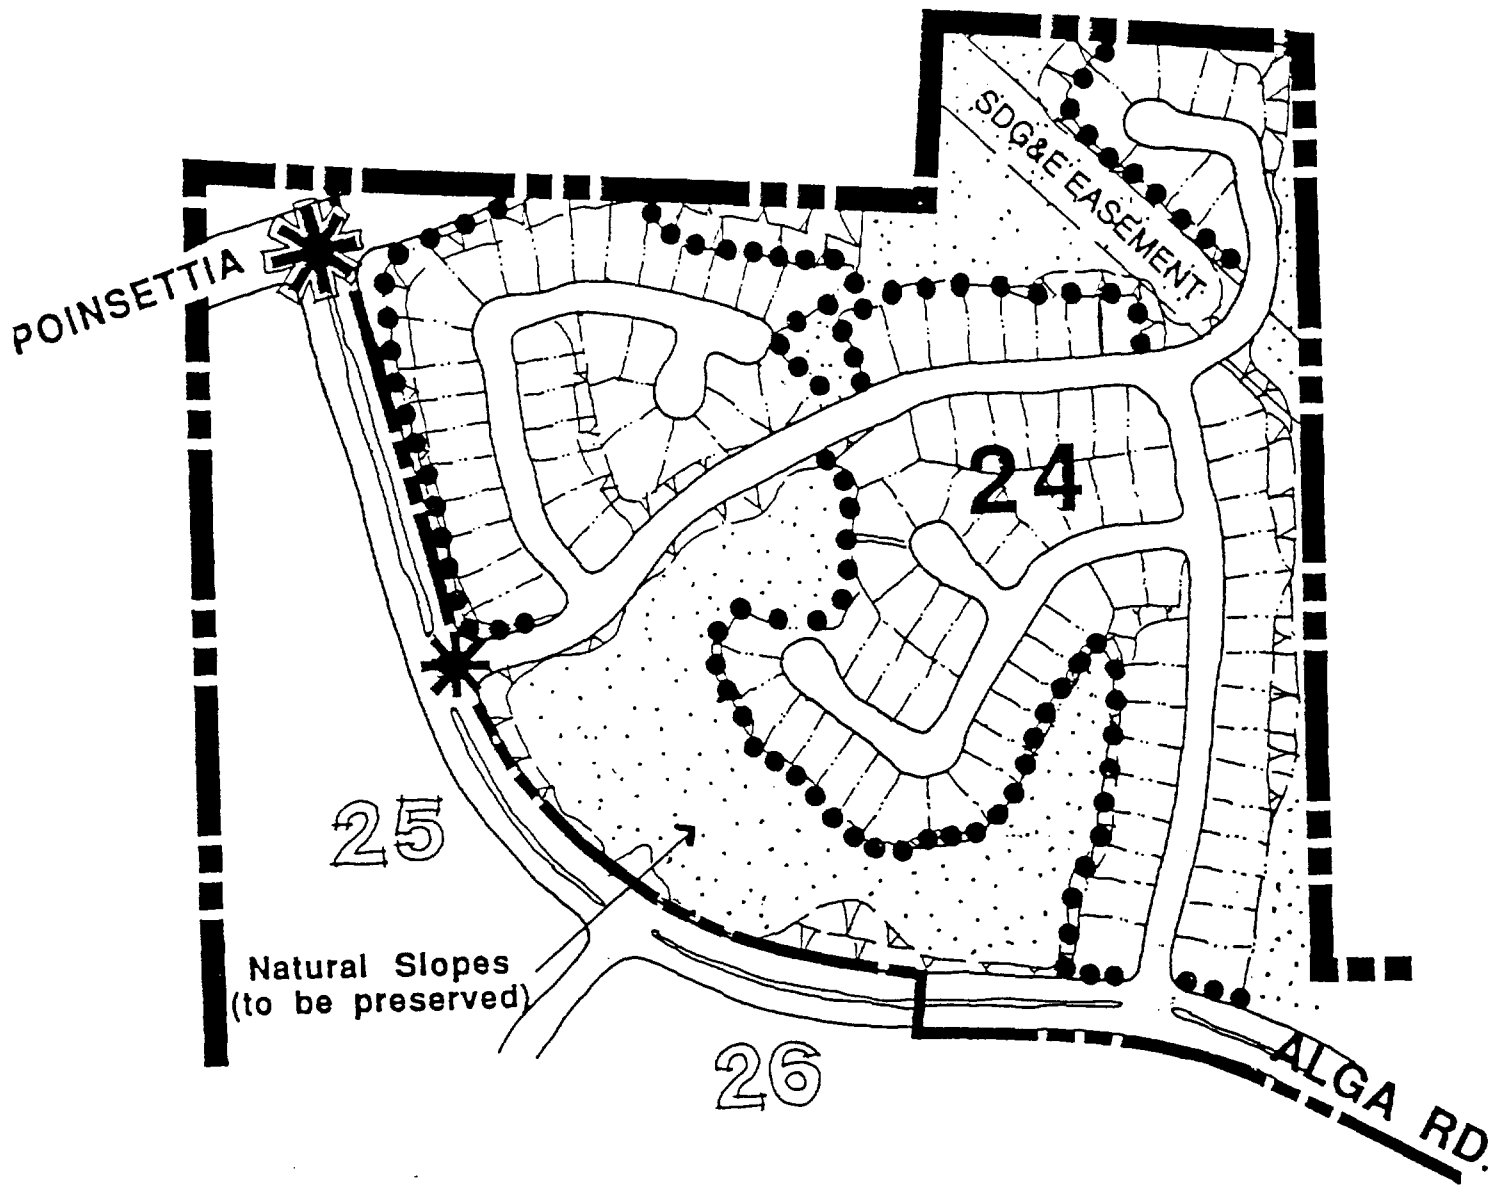 SDG&E EASEMENT
POINSETTIA
24
25
Natural Slopes
(to be preserved)
26
ALGA RD.